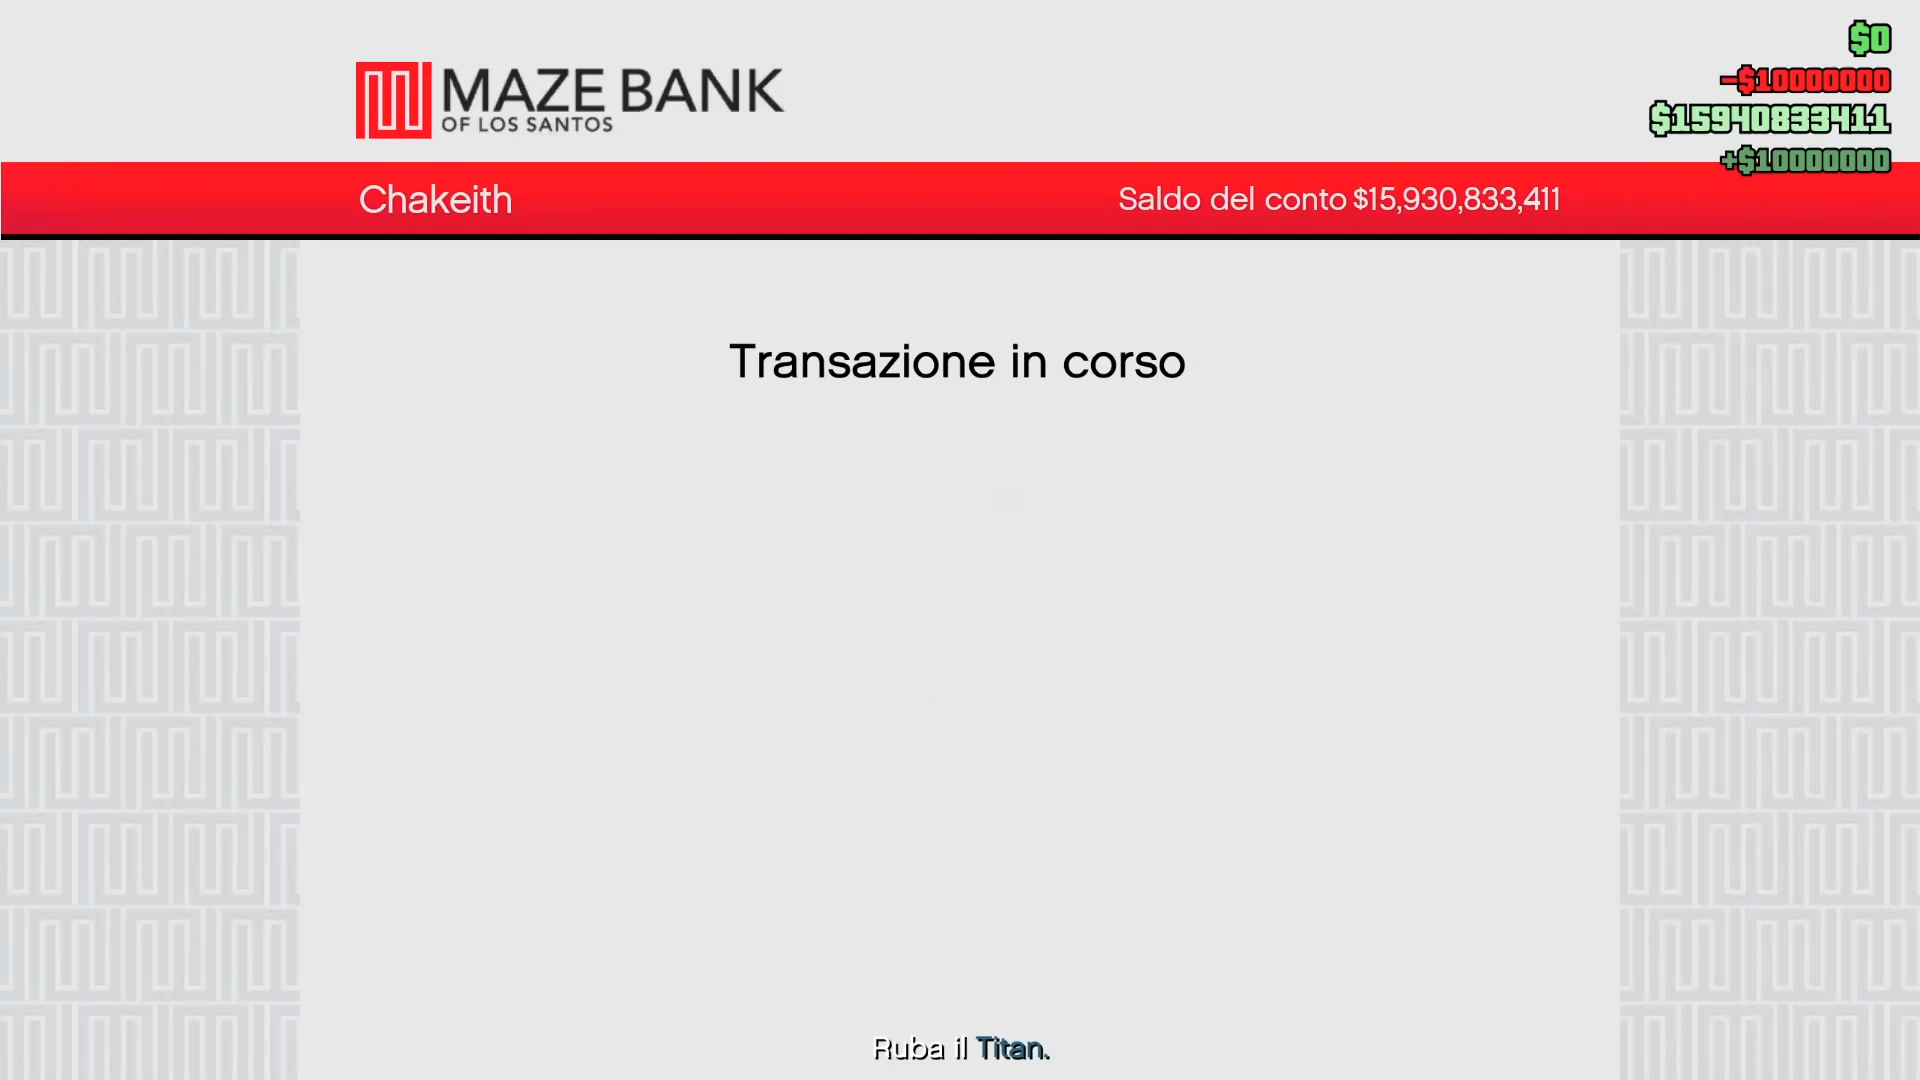 $0
-$10000000
MAZE BANK
OF LOS SANTOS
$15940833411
+$10000000
Chakeith
Saldo del conto $15,930,833,411
Transazione in corso
Ruba il Titan.